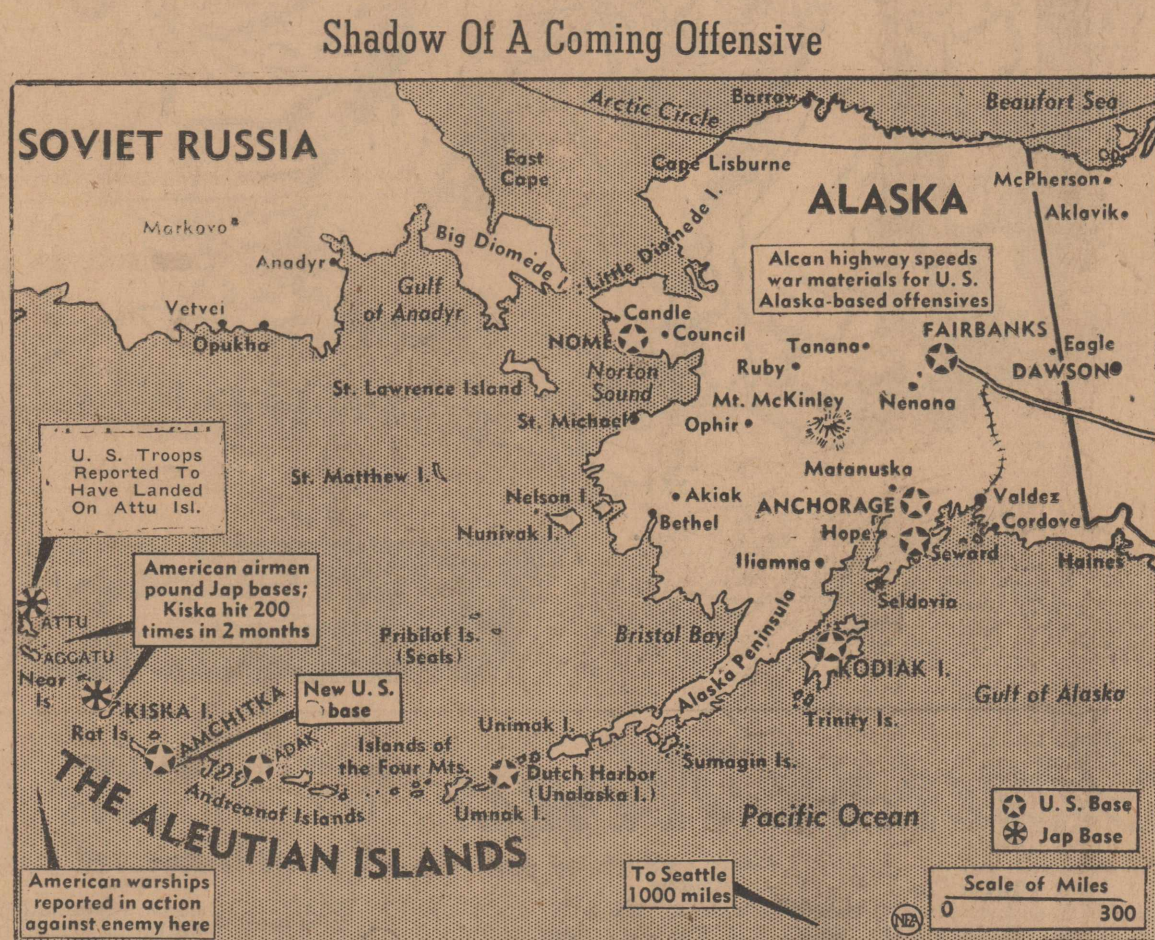 Shadow Of A Coming Offensive
SOVIET RUSSIA
Arctic Circle
Barrow
Beaufort Sea
East
Cape
Cape Lisburne
McPherson
ALASKA
Aklavik
Markovo
Anadyr
Big Diomede I.
Little Diomede I.
Gulf
of Anadyr
Alcan highway speeds
war materials for U. S.
Alaska-based offensives
Vetvei
Opukha
Candle
NOME
Council
FAIRBANKS
Tanana
Eagle
Ruby
DAWSON
Nenana
St. Lawrence Island
Norton
Sound
Mt. McKinley
St. Michael
Ophir
U. S. Troops
Reported To
Have Landed
On Attu Isl.
St. Matthew I.
Matanuska
Nelson I.
Akiak
ANCHORAGE
Valdez
Nunivak I.
Bethel
Hope
Cordova
Seward
Haines
American airmen
pound Jap bases;
Kiska hit 200
times in 2 months
Iliamna
Seldovia
ATTU
AGGATU
Near
Is
Pribilof Is.
(Seals)
Bristol Bay
Alaska Peninsula
KODIAK I.
KISKA I.
New U. S.
base
Gulf of Alaska
Trinity Is.
Rat Is.
AMCHITKA
ADAK
Unimak I.
Islands of
the Four Mts.
Sumagin Is.
Dutch Harbor
(Unalaska I.)
Andreanof Islands
Umnak I.
THE ALEUTIAN ISLANDS
Pacific Ocean
U. S. Base
Jap Base
American warships
reported in action
against enemy here
To Seattle
1000 miles
Scale of Miles
0 300
NEA